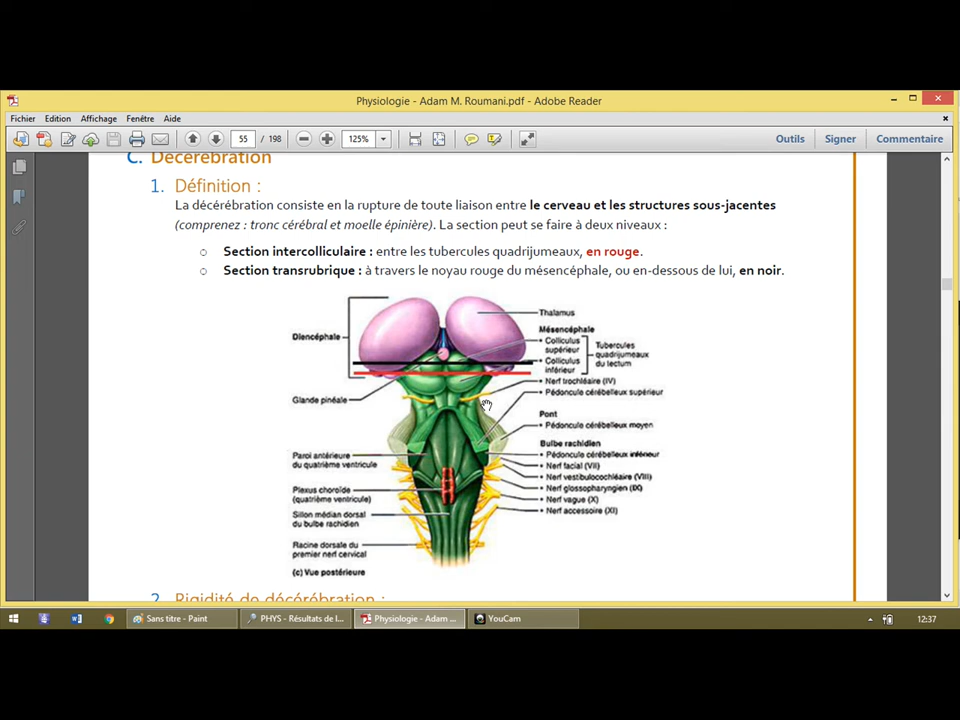 Physiologie - Adam M. Roumani.pdf - Adobe Reader
Fichier Edition Affichage Fenêtre Aide
55 / 198 125% Outils Signer Commentaire
C. Décérébration
1. Définition :
La décérébration consiste en la rupture de toute liaison entre le cerveau et les structures sous-jacentes
(comprenez : tronc cérébral et moelle épinière). La section peut se faire à deux niveaux :
Section intercolliculaire : entre les tubercules quadrijumeaux, en rouge.
Section transrubrique : à travers le noyau rouge du mésencéphale, ou en-dessous de lui, en noir.
Diencéphale
Glande pinéale
Paroi antérieure
du quatrième ventricule
Plexus choroïde
(quatrième ventricule)
Sillon médian dorsal
du bulbe rachidien
Racine dorsale du
premier nerf cervical
(c) Vue postérieure
Thalamus
Mésencéphale
Colliculus
supérieur
Colliculus
inférieur
Tubercules
quadrijumeaux
du tectum
Nerf trochléaire (IV)
Pédoncule cérébelleux supérieur
Pont
Pédoncule cérébelleux moyen
Bulbe rachidien
Pédoncule cérébelleux inférieur
Nerf facial (VII)
Nerf vestibulocochléaire (VIII)
Nerf glossopharyngien (IX)
Nerf vague (X)
Nerf accessoire (XI)
2. Rigidité de décérébration :
Sans titre - Paint PHYS - Résultats de l... Physiologie - Adam ... YouCam 12:37